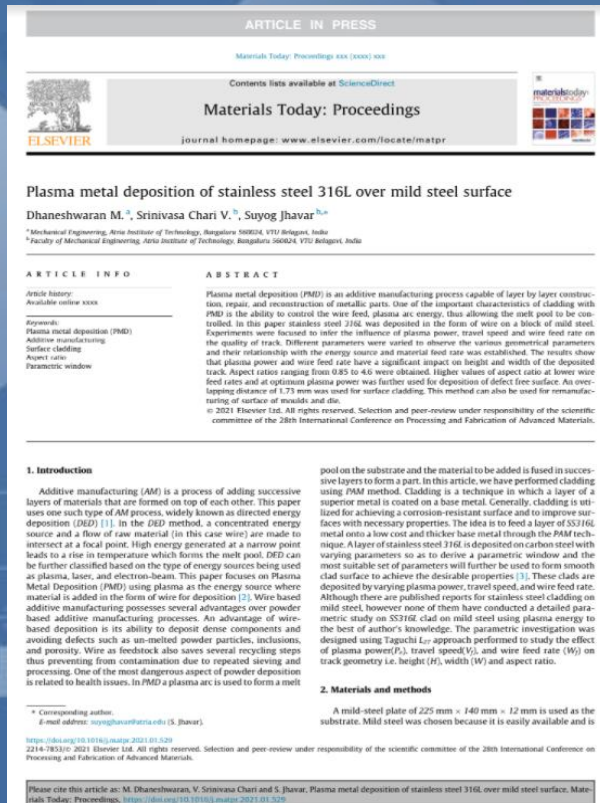 ARTICLE IN PRESS
Materials Today: Proceedings xxx (xxxx) xxx
Contents lists available at ScienceDirect
Materials Today: Proceedings
journal homepage: www.elsevier.com/locate/matpr
ELSEVIER
materialstoday:
PROCEEDINGS
Plasma metal deposition of stainless steel 316L over mild steel surface
Dhaneshwaran M. a, Srinivasa Chari V. b, Suyog Jhavar b,*
a Mechanical Engineering, Atria Institute of Technology, Bangaluru 560024, VTU Belagavi, India
b Faculty of Mechanical Engineering, Atria Institute of Technology, Bangaluru 560024, VTU Belagavi, India
ARTICLE INFO
Article history:
Available online xxxx
Keywords:
Plasma metal deposition (PMD)
Additive manufacturing
Surface cladding
Aspect ratio
Parametric window
ABSTRACT
Plasma metal deposition (PMD) is an additive manufacturing process capable of layer by layer construc-
tion, repair, and reconstruction of metallic parts. One of the important characteristics of cladding with
PMD is the ability to control the wire feed, plasma arc energy, thus allowing the melt pool to be con-
trolled. In this paper stainless steel 316L was deposited in the form of wire on a block of mild steel.
Experiments were focused to infer the influence of plasma power, travel speed and wire feed rate on
the quality of track. Different parameters were varied to observe the various geometrical parameters
and their relationship with the energy source and material feed rate was established. The results show
that plasma power and wire feed rate have a significant impact on height and width of the deposited
track. Aspect ratios ranging from 0.85 to 4.6 were obtained. Higher values of aspect ratio at lower wire
feed rates and at optimum plasma power was further used for deposition of defect free surface. An over-
lapping distance of 1.73 mm was used for surface cladding. This method can also be used for remanufac-
turing of surface of moulds and die.
© 2021 Elsevier Ltd. All rights reserved. Selection and peer-review under responsibility of the scientific
committee of the 28th International Conference on Processing and Fabrication of Advanced Materials.
1. Introduction
Additive manufacturing (AM) is a process of adding successive
layers of materials that are formed on top of each other. This paper
uses one such type of AM process, widely known as directed energy
deposition (DED) [1]. In the DED method, a concentrated energy
source and a flow of raw material (in this case wire) are made to
intersect at a focal point. High energy generated at a narrow point
leads to a rise in temperature which forms the melt pool. DED can
be further classified based on the type of energy sources being used
as plasma, laser, and electron-beam. This paper focuses on Plasma
Metal Deposition (PMD) using plasma as the energy source where
material is added in the form of wire for deposition [2]. Wire based
additive manufacturing possesses several advantages over powder
based additive manufacturing processes. An advantage of wire-
based deposition is its ability to deposit dense components and
avoiding defects such as un-melted powder particles, inclusions,
and porosity. Wire as feedstock also saves several recycling steps
thus preventing from contamination due to repeated sieving and
processing. One of the most dangerous aspect of powder deposition
is related to health issues. In PMD a plasma arc is used to form a melt
pool on the substrate and the material to be added is fused in succes-
sive layers to form a part. In this article, we have performed cladding
using PAM method. Cladding is a technique in which a layer of a
superior metal is coated on a base metal. Generally, cladding is uti-
lized for achieving a corrosion-resistant surface and to improve sur-
faces with necessary properties. The idea is to feed a layer of SS316L
metal onto a low cost and thicker base metal through the PAM tech-
nique. A layer of stainless steel 316L is deposited on carbon steel with
varying parameters so as to derive a parametric window and the
most suitable set of parameters will further be used to form smooth
clad surface to achieve the desirable properties [3]. These clads are
deposited by varying plasma power, travel speed, and wire feed rate.
Although there are published reports for stainless steel cladding on
mild steel, however none of them have conducted a detailed para-
metric study on SS316L clad on mild steel using plasma energy to
the best of author's knowledge. The parametric investigation was
designed using Taguchi L27 approach performed to study the effect
of plasma power(Po), travel speed(Vf), and wire feed rate (Wf) on
track geometry i.e. height (H), width (W) and aspect ratio.
2. Materials and methods
A mild-steel plate of 225 mm × 140 mm × 12 mm is used as the
substrate. Mild steel was chosen because it is easily available and is
* Corresponding author.
E-mail address: suyogjhavar@atria.edu (S. Jhavar).
https://doi.org/10.1016/j.matpr.2021.01.529
2214-7853/© 2021 Elsevier Ltd. All rights reserved. Selection and peer-review under responsibility of the scientific committee of the 28th International Conference on
Processing and Fabrication of Advanced Materials.
Please cite this article as: M. Dhaneshwaran, V. Srinivasa Chari and S. Jhavar, Plasma metal deposition of stainless steel 316L over mild steel surface, Mate-
rials Today: Proceedings, https://doi.org/10.1016/j.matpr.2021.01.529